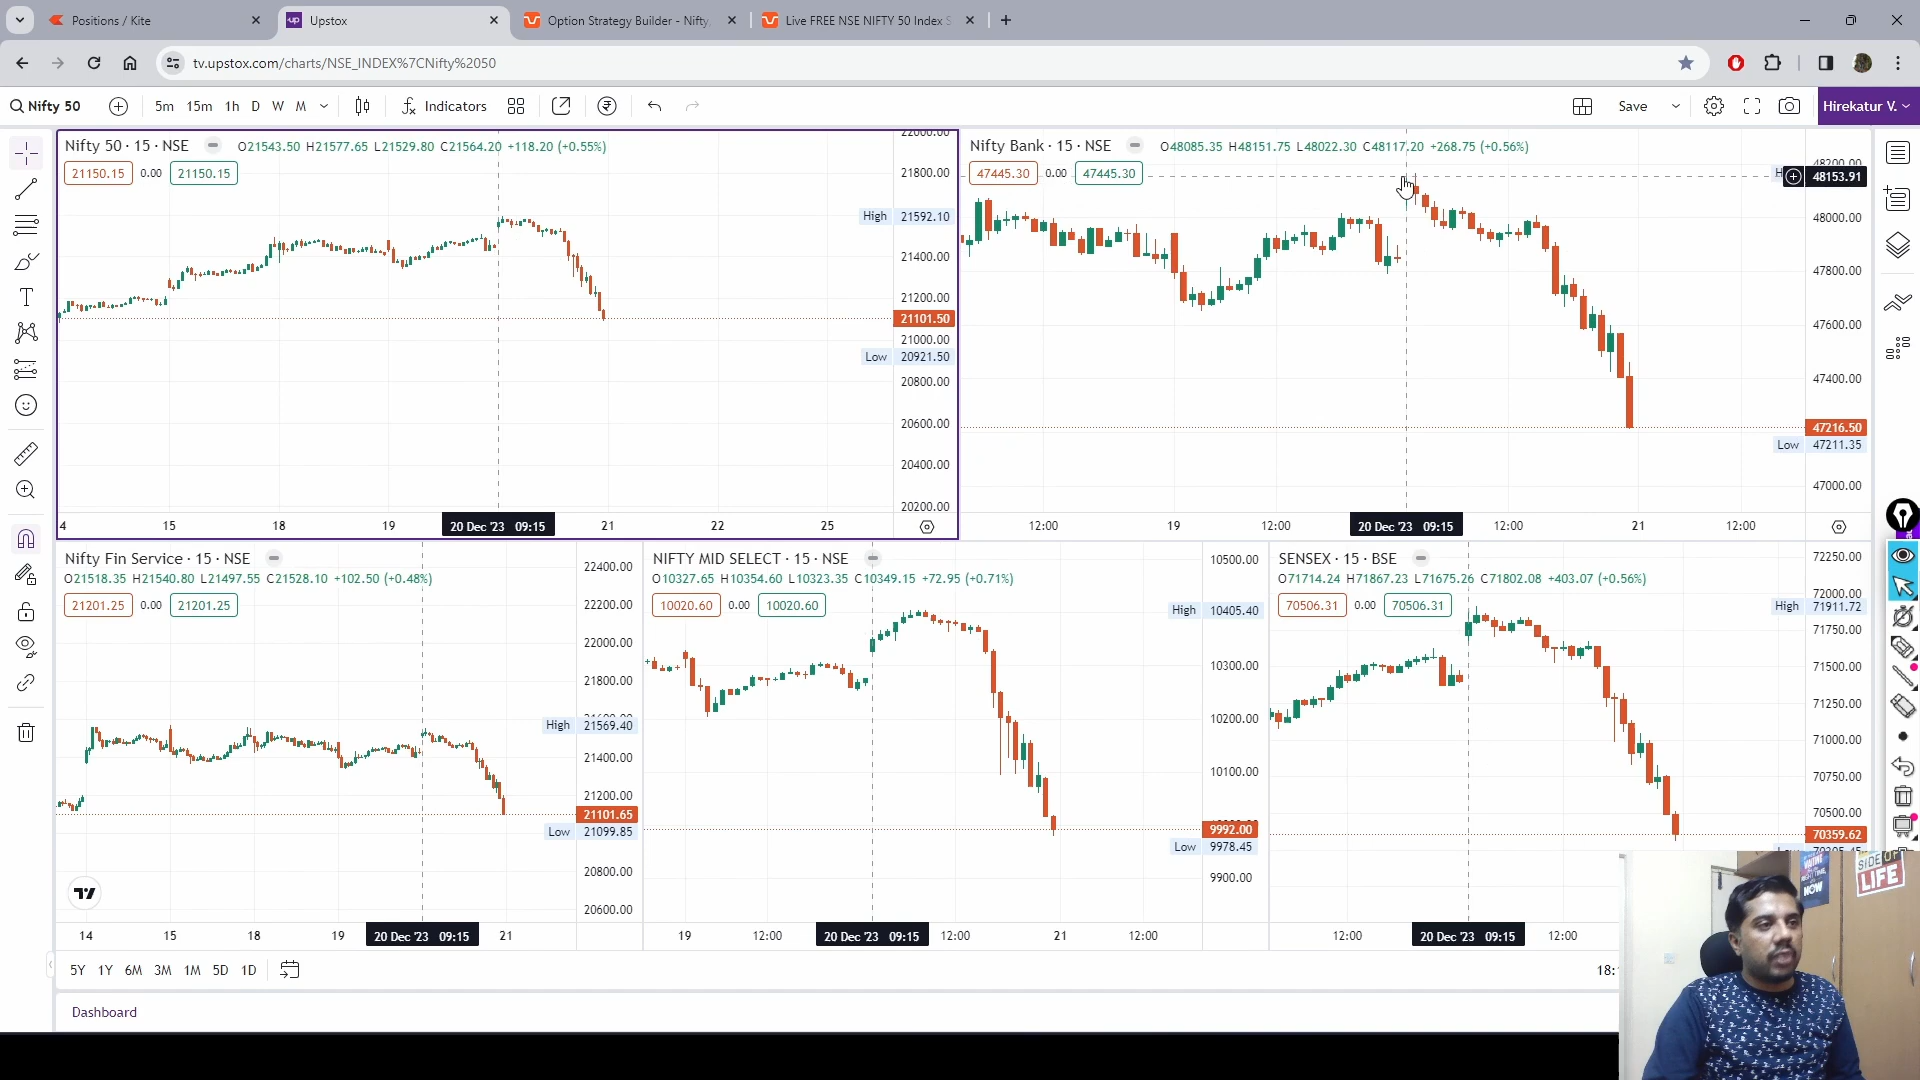 Positions / Kite
Upstox
Option Strategy Builder - Nifty,
Live FREE NSE NIFTY 50 Index S
tv.upstox.com/charts/NSE_INDEX%7CNifty%2050
Nifty 50
5m 15m 1h D W M
Indicators
Save
Hirekatur V.
Nifty 50 · 15 · NSE
O21543.50 H21577.65 L21529.80 C21564.20 +118.20 (+0.55%)
21150.15 0.00 21150.15
22000.00
21800.00
High 21592.10
21400.00
21200.00
21101.50
21000.00
Low 20921.50
20800.00
20600.00
20400.00
20200.00
4 15 18 19 20 Dec '23 09:15 21 22 25
Nifty Bank · 15 · NSE
O48085.35 H48151.75 L48022.30 C48117.20 +268.75 (+0.56%)
47445.30 0.00 47445.30
48200.00
48153.91
48000.00
47800.00
47600.00
47400.00
47216.50
Low 47211.35
47000.00
12:00 19 12:00 20 Dec '23 09:15 12:00 21 12:00
Nifty Fin Service · 15 · NSE
O21518.35 H21540.80 L21497.55 C21528.10 +102.50 (+0.48%)
21201.25 0.00 21201.25
22400.00
22200.00
22000.00
21800.00
21600.00
High 21569.40
21400.00
21200.00
21101.65
Low 21099.85
20800.00
20600.00
14 15 18 19 20 Dec '23 09:15 21
NIFTY MID SELECT · 15 · NSE
O10327.65 H10354.60 L10323.35 C10349.15 +72.95 (+0.71%)
10020.60 0.00 10020.60
10500.00
High 10405.40
10300.00
10200.00
10100.00
9992.00
Low 9978.45
9900.00
19 12:00 20 Dec '23 09:15 12:00 21 12:00
SENSEX · 15 · BSE
O71714.24 H71867.23 L71675.26 C71802.08 +403.07 (+0.56%)
70506.31 0.00 70506.31
72250.00
72000.00
High 71911.72
71750.00
71500.00
71250.00
71000.00
70750.00
70500.00
70359.62
12:00 20 Dec '23 09:15 12:00
5Y 1Y 6M 3M 1M 5D 1D
18:
Dashboard
NOW
SIDE OF
LIFE